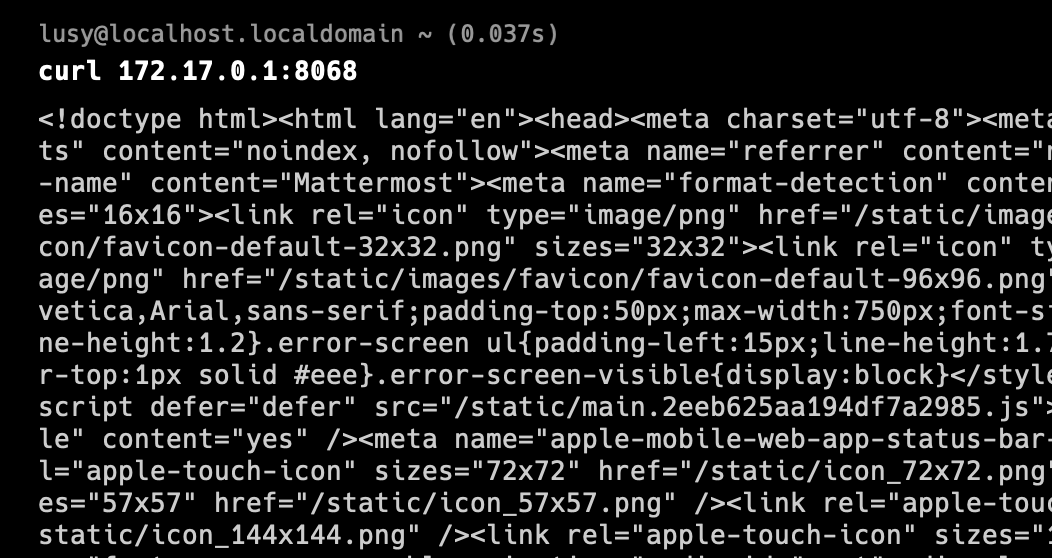 lusy@localhost.localdomain ~ (0.037s)
curl 172.17.0.1:8068
<!doctype html><html lang="en"><head><meta charset="utf-8"><meta
ts" content="noindex, nofollow"><meta name="referrer" content="n
-name" content="Mattermost"><meta name="format-detection" conten
es="16x16"><link rel="icon" type="image/png" href="/static/image
con/favicon-default-32x32.png" sizes="32x32"><link rel="icon" ty
age/png" href="/static/images/favicon/favicon-default-96x96.png"
vetica,Arial,sans-serif;padding-top:50px;max-width:750px;font-si
ne-height:1.2}.error-screen ul{padding-left:15px;line-height:1.7
r-top:1px solid #eee}.error-screen-visible{display:block}</style
script defer="defer" src="/static/main.2eeb625aa194df7a2985.js">
le" content="yes" /><meta name="apple-mobile-web-app-status-bar-
l="apple-touch-icon" sizes="72x72" href="/static/icon_72x72.png"
es="57x57" href="/static/icon_57x57.png" /><link rel="apple-touc
static/icon_144x144.png" /><link rel="apple-touch-icon" sizes="1